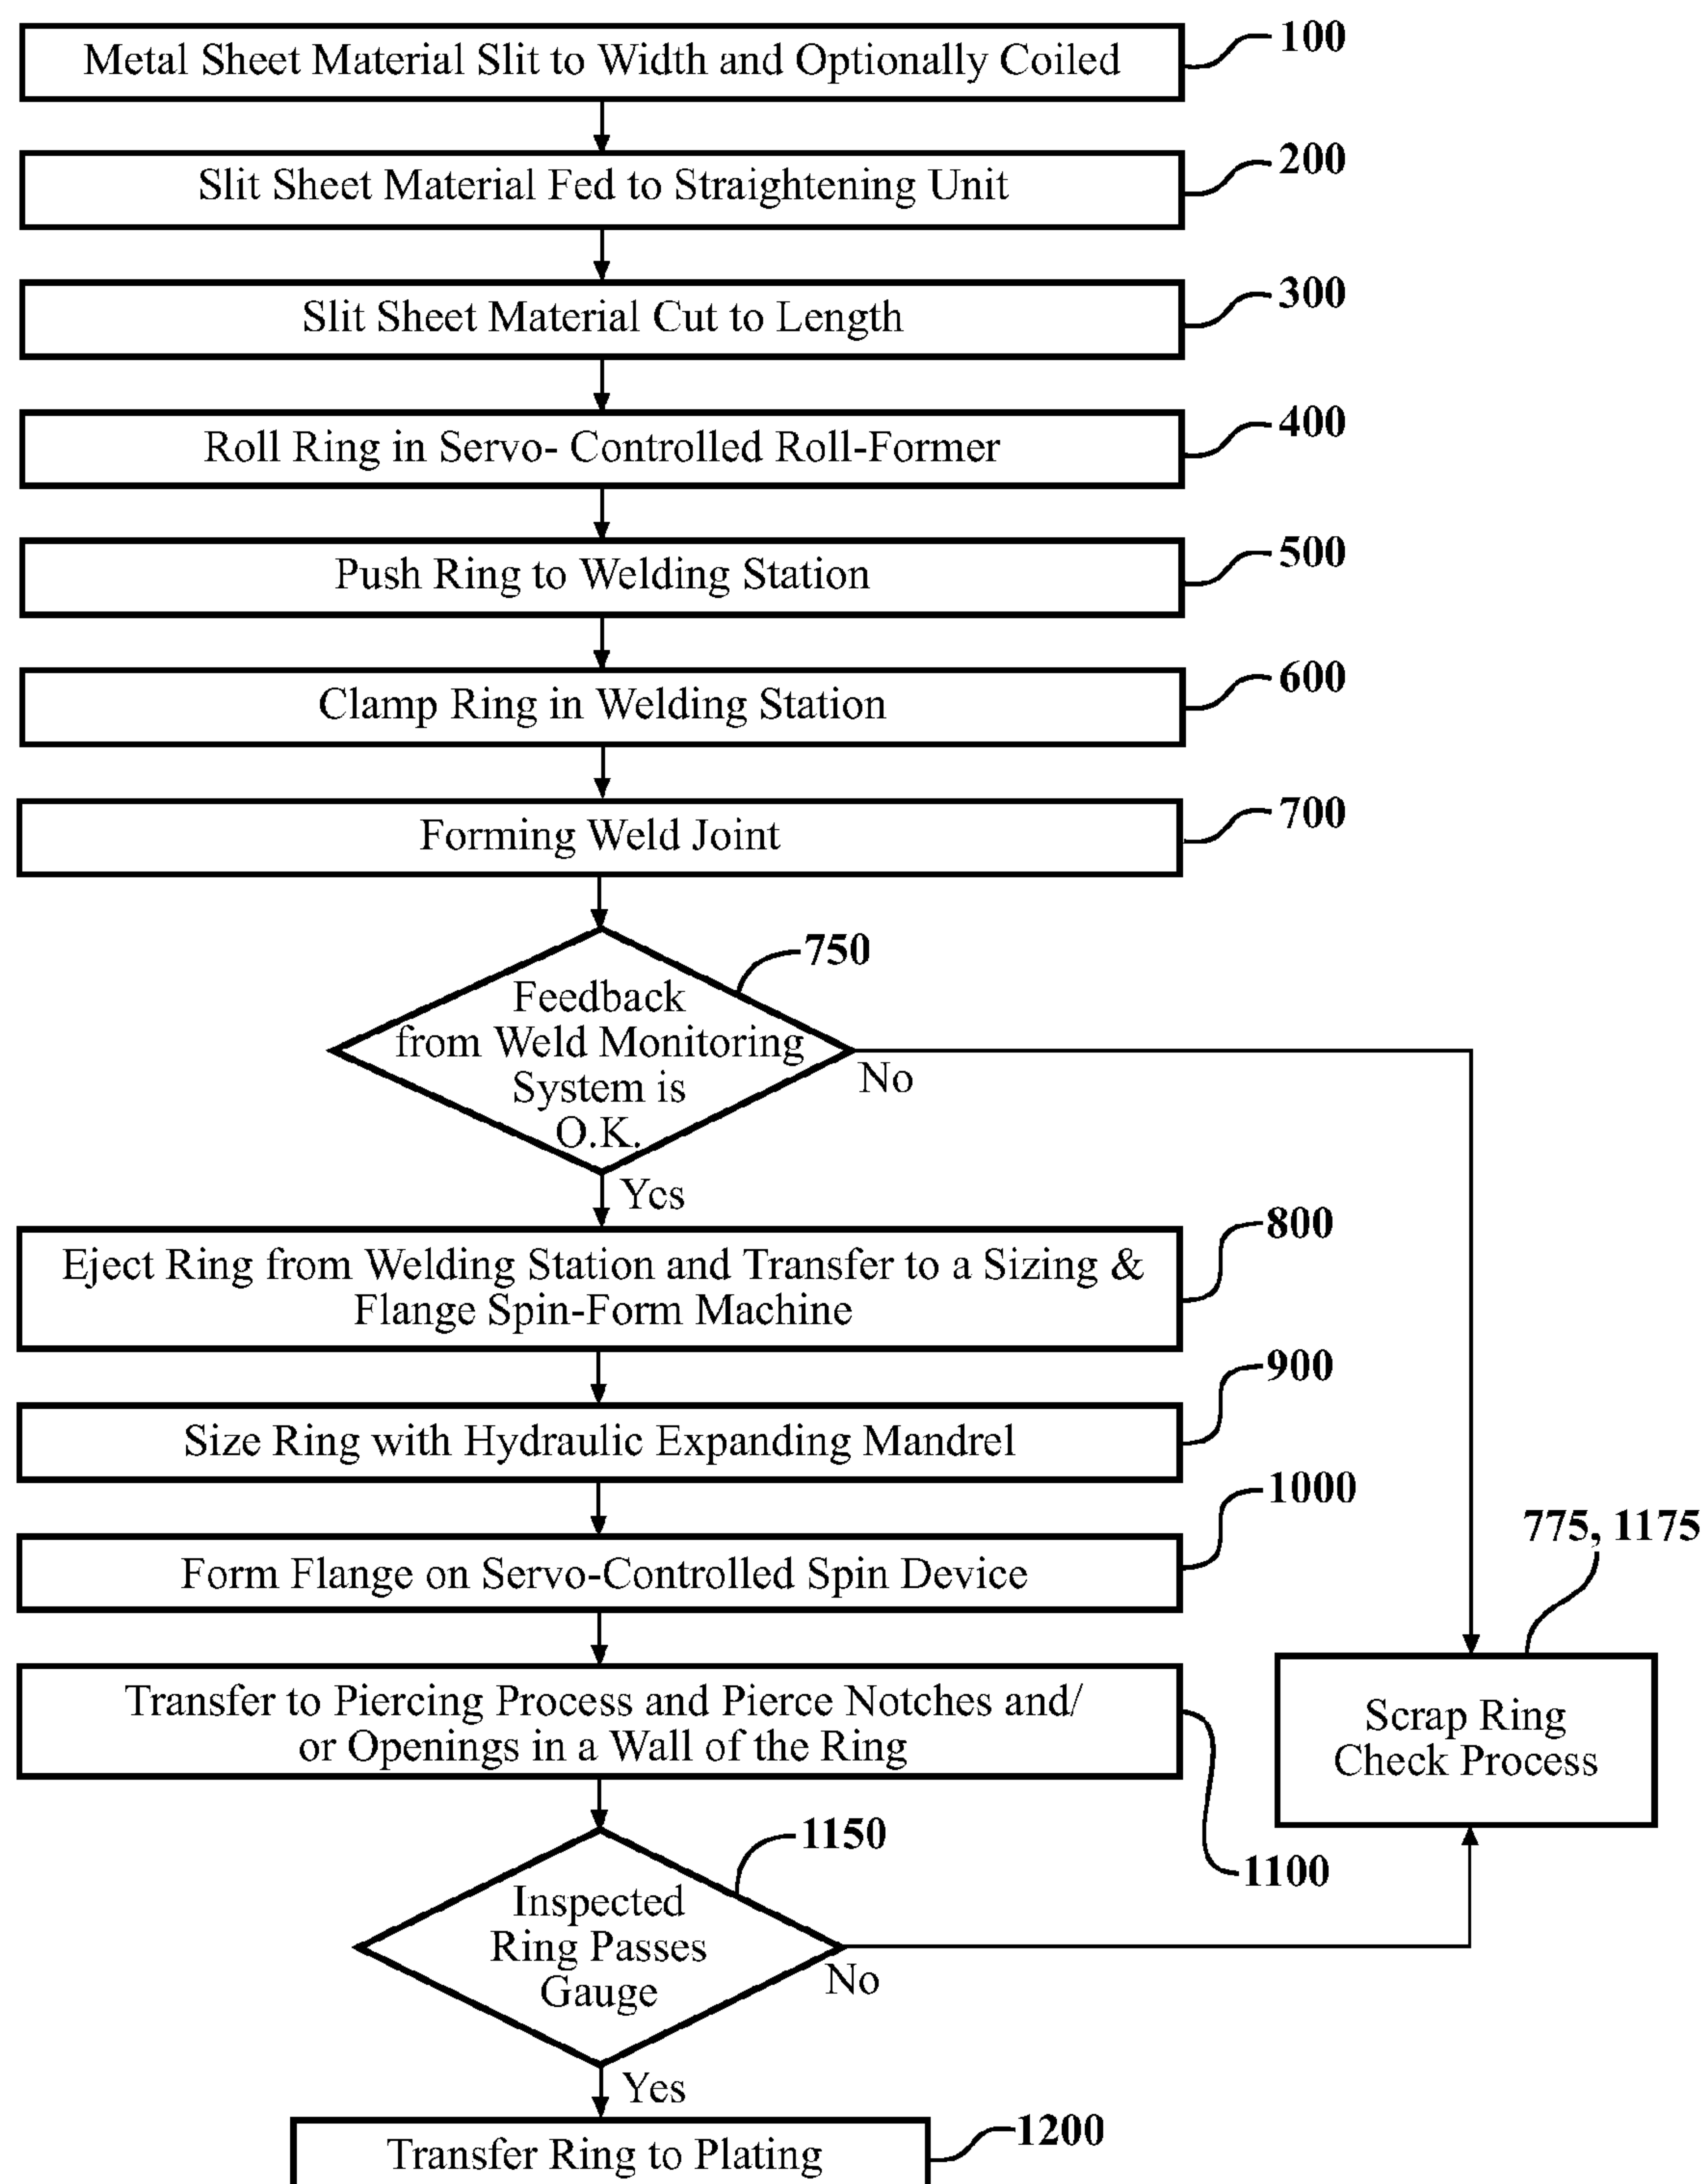 Metal Sheet Material Slit to Width and Optionally Coiled
100
Slit Sheet Material Fed to Straightening Unit
200
Slit Sheet Material Cut to Length
300
Roll Ring in Servo- Controlled Roll-Former
400
Push Ring to Welding Station
500
Clamp Ring in Welding Station
600
Forming Weld Joint
700
750
Feedback
from Weld Monitoring
System is
O.K.
No
Yes
Eject Ring from Welding Station and Transfer to a Sizing &
Flange Spin-Form Machine
800
Size Ring with Hydraulic Expanding Mandrel
900
Form Flange on Servo-Controlled Spin Device
1000
775, 1175
Scrap Ring
Check Process
Transfer to Piercing Process and Pierce Notches and/
or Openings in a Wall of the Ring
1100
1150
Inspected
Ring Passes
Gauge
No
Yes
Transfer Ring to Plating
1200